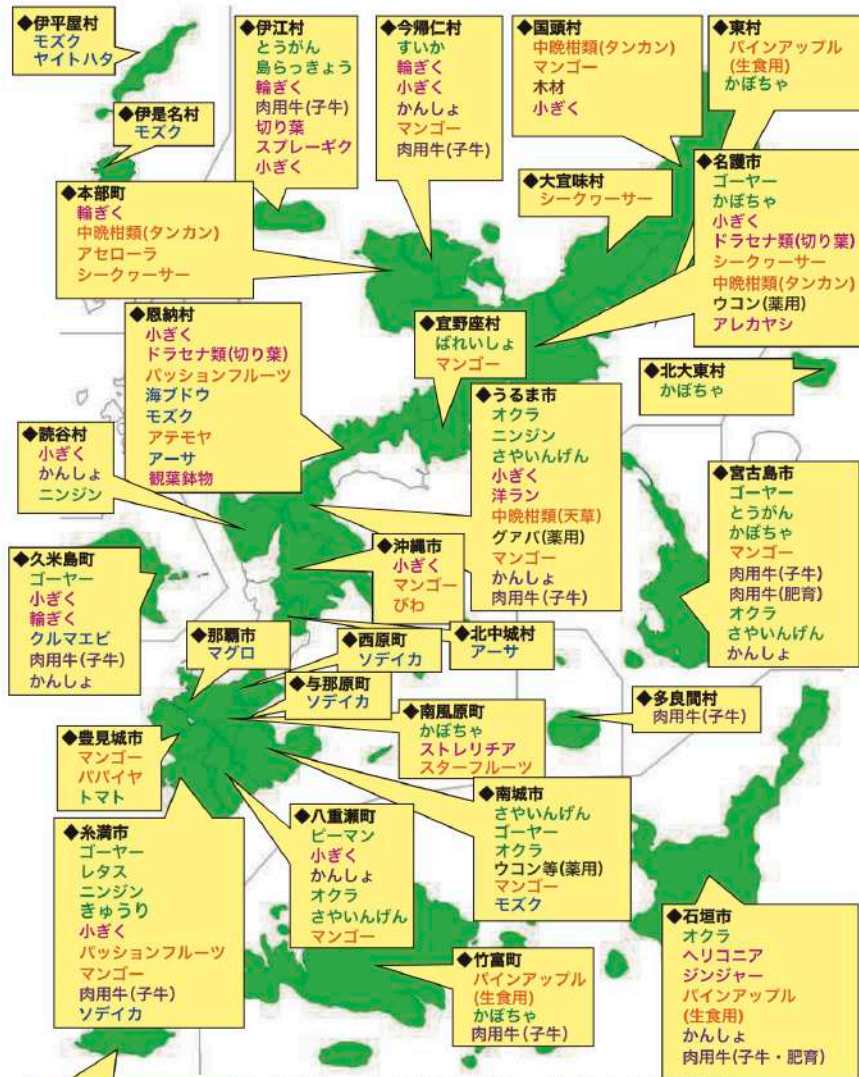 ◆伊平屋村
モズク
ヤイトハタ
◆伊是名村
モズク
◆伊江村
とうがん
島らっきょう
輪ぎく
肉用牛(子牛)
切り葉
スプレーギク
小ぎく
◆今帰仁村
すいか
輪ぎく
小ぎく
かんしょ
マンゴー
肉用牛(子牛)
◆国頭村
中晩柑類(タンカン)
マンゴー
木材
小ぎく
◆東村
パインアップル
(生食用)
かぼちゃ
◆本部町
輪ぎく
中晩柑類(タンカン)
アセローラ
シークヮーサー
◆大宜味村
シークヮーサー
◆名護市
ゴーヤー
かぼちゃ
小ぎく
ドラセナ類(切り葉)
シークヮーサー
中晩柑類(タンカン)
ウコン(薬用)
アレカヤシ
◆恩納村
小ぎく
ドラセナ類(切り葉)
パッションフルーツ
海ブドウ
モズク
アテモヤ
アーサ
観葉鉢物
◆宜野座村
ばれいしょ
マンゴー
◆北大東村
かぼちゃ
◆うるま市
オクラ
ニンジン
さやいんげん
小ぎく
洋ラン
中晩柑類(天草)
グァバ(薬用)
マンゴー
かんしょ
肉用牛(子牛)
◆読谷村
小ぎく
かんしょ
ニンジン
◆宮古島市
ゴーヤー
とうがん
かぼちゃ
マンゴー
肉用牛(子牛)
肉用牛(肥育)
オクラ
さやいんげん
かんしょ
◆久米島町
ゴーヤー
小ぎく
輪ぎく
クルマエビ
肉用牛(子牛)
かんしょ
◆沖縄市
小ぎく
マンゴー
びわ
◆那覇市
マグロ
◆西原町
ソデイカ
◆北中城村
アーサ
◆与那原町
ソデイカ
◆南風原町
かぼちゃ
ストレリチア
スターフルーツ
◆多良間村
肉用牛(子牛)
◆豊見城市
マンゴー
パパイヤ
トマト
◆南城市
さやいんげん
ゴーヤー
オクラ
ウコン等(薬用)
マンゴー
モズク
◆八重瀬町
ピーマン
小ぎく
かんしょ
オクラ
さやいんげん
マンゴー
◆糸満市
ゴーヤー
レタス
ニンジン
きゅうり
小ぎく
パッションフルーツ
マンゴー
肉用牛(子牛)
ソデイカ
◆竹富町
パインアップル
(生食用)
かぼちゃ
肉用牛(子牛)
◆石垣市
オクラ
ヘリコニア
ジンジャー
パインアップル
(生食用)
かんしょ
肉用牛(子牛・肥育)